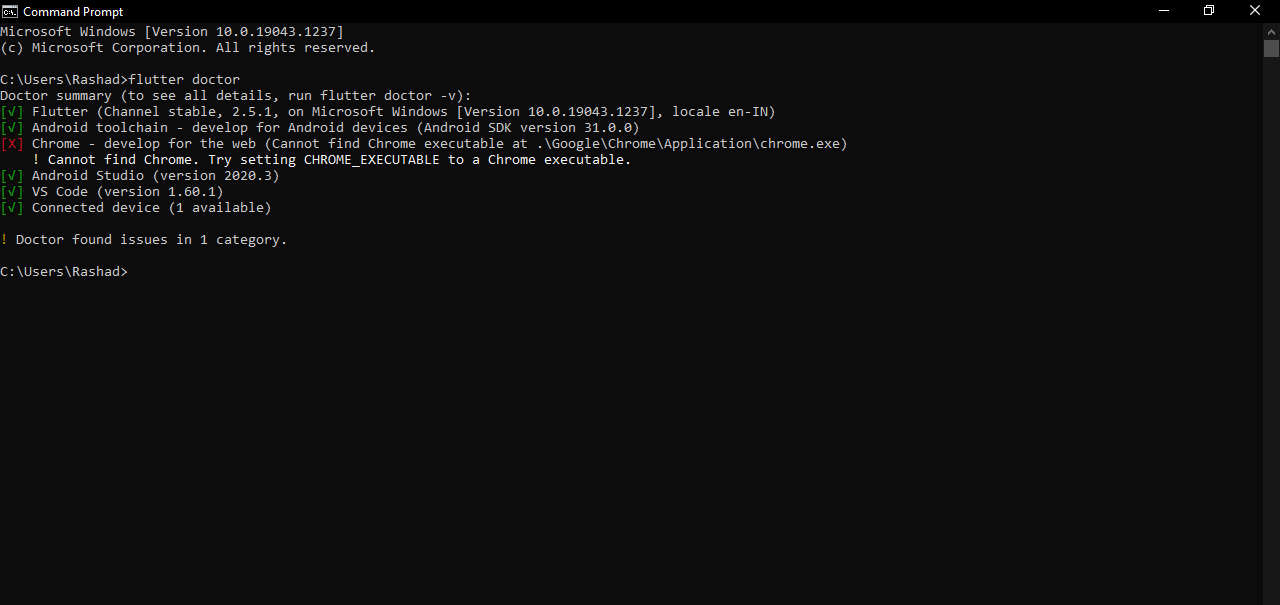 Command Prompt
Microsoft Windows [Version 10.0.19043.1237]
(c) Microsoft Corporation. All rights reserved.
C:\Users\Rashad>flutter doctor
Doctor summary (to see all details, run flutter doctor -v):
[√] Flutter (Channel stable, 2.5.1, on Microsoft Windows [Version 10.0.19043.1237], locale en-IN)
[√] Android toolchain - develop for Android devices (Android SDK version 31.0.0)
[X] Chrome - develop for the web (Cannot find Chrome executable at .\Google\Chrome\Application\chrome.exe)
! Cannot find Chrome. Try setting CHROME_EXECUTABLE to a Chrome executable.
[√] Android Studio (version 2020.3)
[√] VS Code (version 1.60.1)
[√] Connected device (1 available)
! Doctor found issues in 1 category.
C:\Users\Rashad>